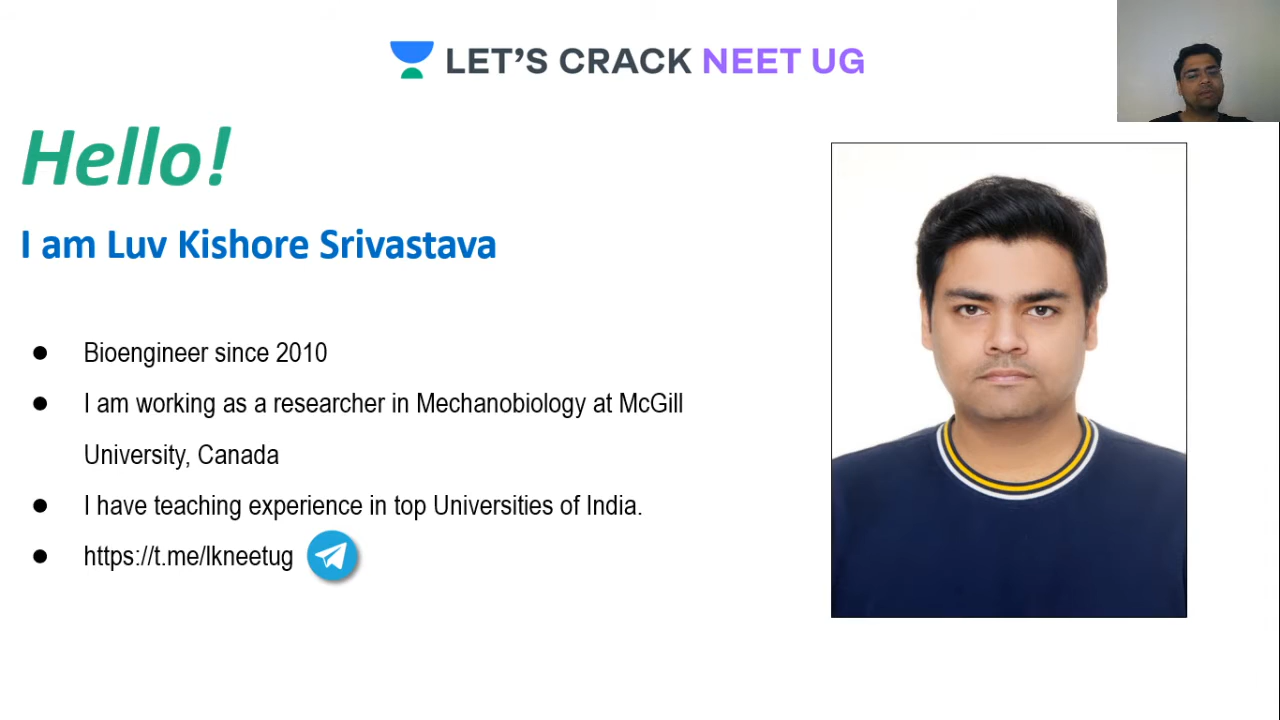 LET'S CRACK NEET UG
Hello!
I am Luv Kishore Srivastava
● Bioengineer since 2010
● I am working as a researcher in Mechanobiology at McGill
University, Canada
● I have teaching experience in top Universities of India.
● https://t.me/lkneetug